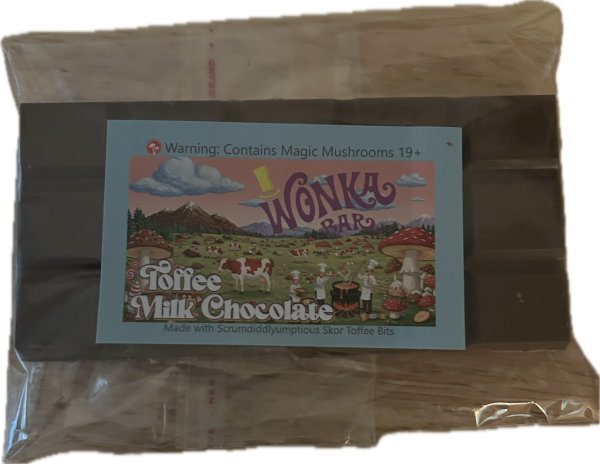 Warning: Contains Magic Mushrooms 19+
WONKA
BAR
Toffee
Milk Chocolate
Made with Scrumdiddlyumptious Skor Toffee Bits